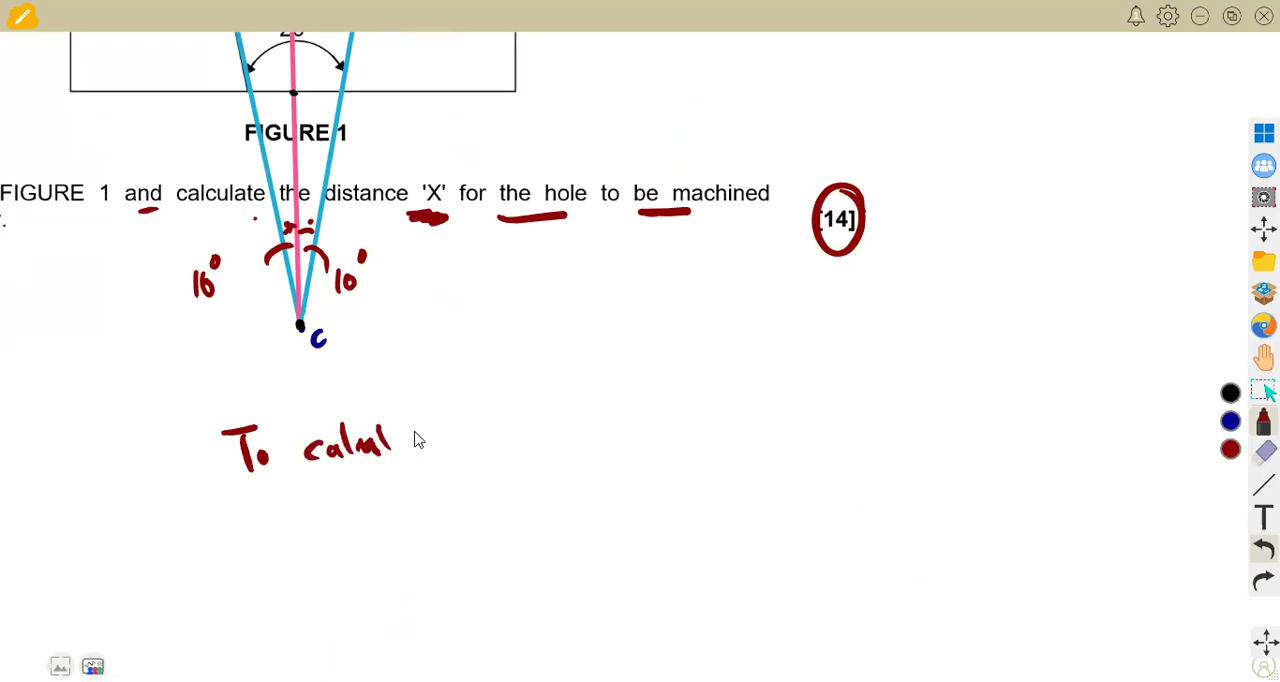 FIGURE 1
FIGURE 1 and calculate the distance 'X' for the hole to be machined
[14]
10° 10°
C
To calcul
T